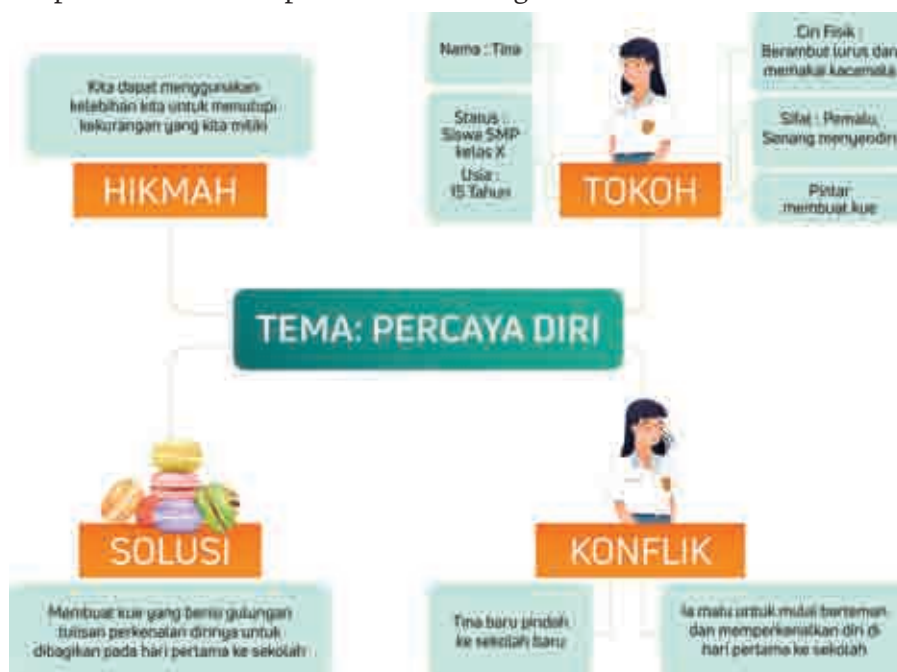 Kita dapat menggunakan
kelebihan kita untuk menutupi
kekurangan yang kita miliki
HIKMAH
Nama : Tina
Status :
Siswa SMP
kelas X
Usia :
15 Tahun
TOKOH
Ciri Fisik :
Berambut lurus dan
memakai kacamata
Sifat : Pemalu,
Senang menyendiri
Pintar
membuat kue
TEMA: PERCAYA DIRI
SOLUSI
Membuat kue yang berisi gulungan
tulisan perkenalan dirinya untuk
dibagikan pada hari pertama ke sekolah
KONFLIK
Tina baru pindah
ke sekolah baru
Ia malu untuk mulai berteman
dan memperkenalkan diri di
hari pertama ke sekolah